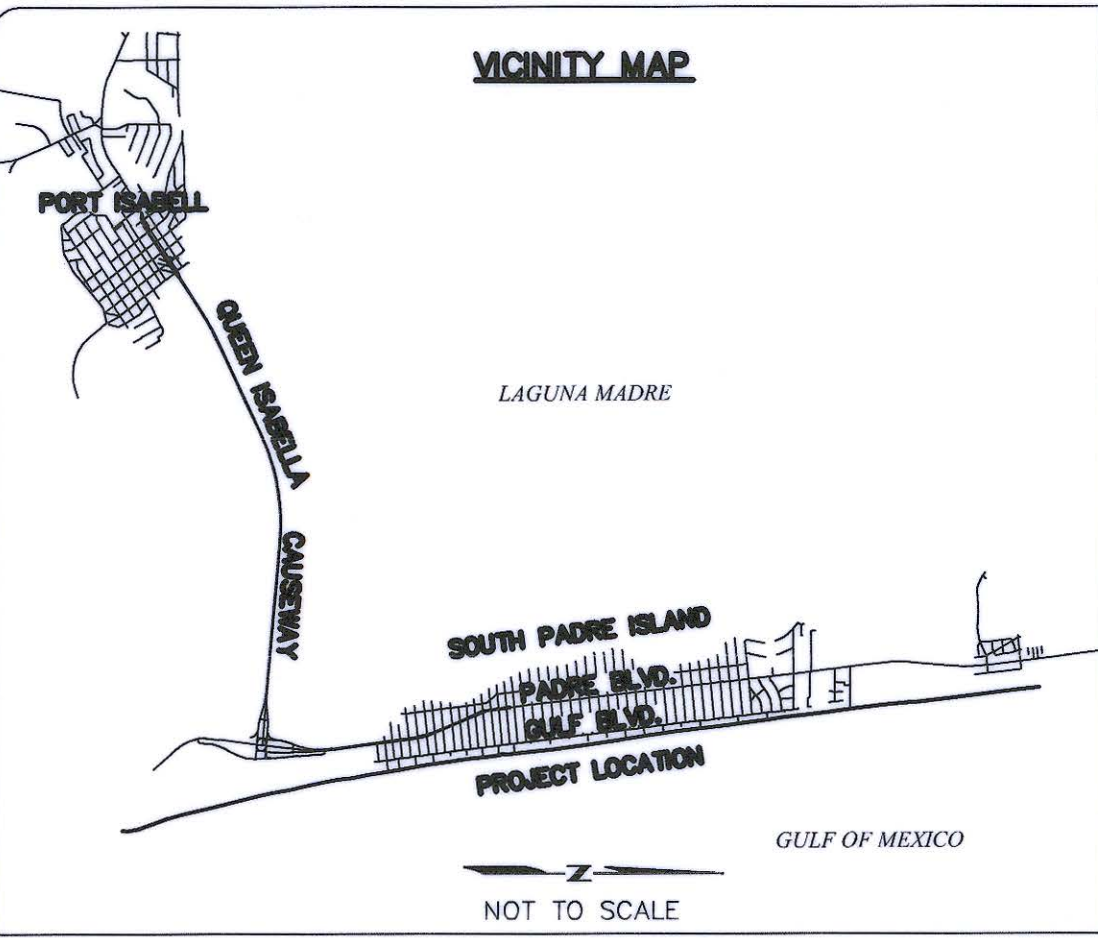 VICINITY MAP
PORT ISABELL
QUEEN ISABELLA CAUSEWAY
LAGUNA MADRE
SOUTH PADRE ISLAND
PADRE BLVD.
GULF BLVD.
PROJECT LOCATION
GULF OF MEXICO
Z
NOT TO SCALE